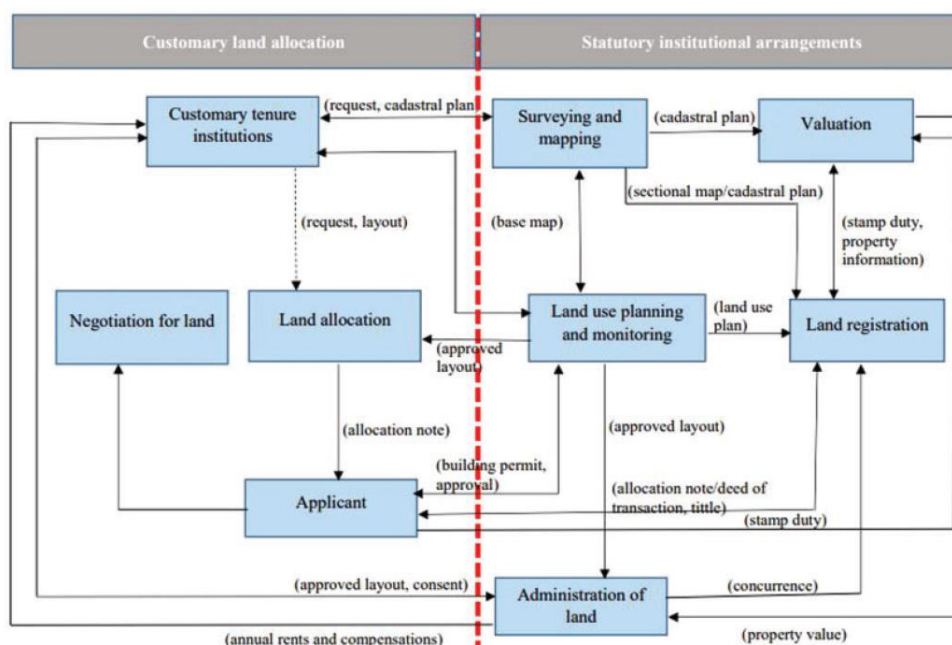 Customary land allocation
Statutory institutional arrangements
Customary tenure
institutions
(request, cadastral plan)
Surveying and
mapping
(cadastral plan)
Valuation
(sectional map/cadastral plan)
(request, layout)
(base map)
(stamp duty,
property
information)
Negotiation for land
Land allocation
Land use planning
and monitoring
(land use
plan)
Land registration
(approved
layout)
(allocation note)
(approved layout)
(building permit,
approval)
Applicant
(allocation note/deed of
transaction, tittle)
(stamp duty)
(approved layout, consent)
Administration of
land
(concurrence)
(annual rents and compensations)
(property value)